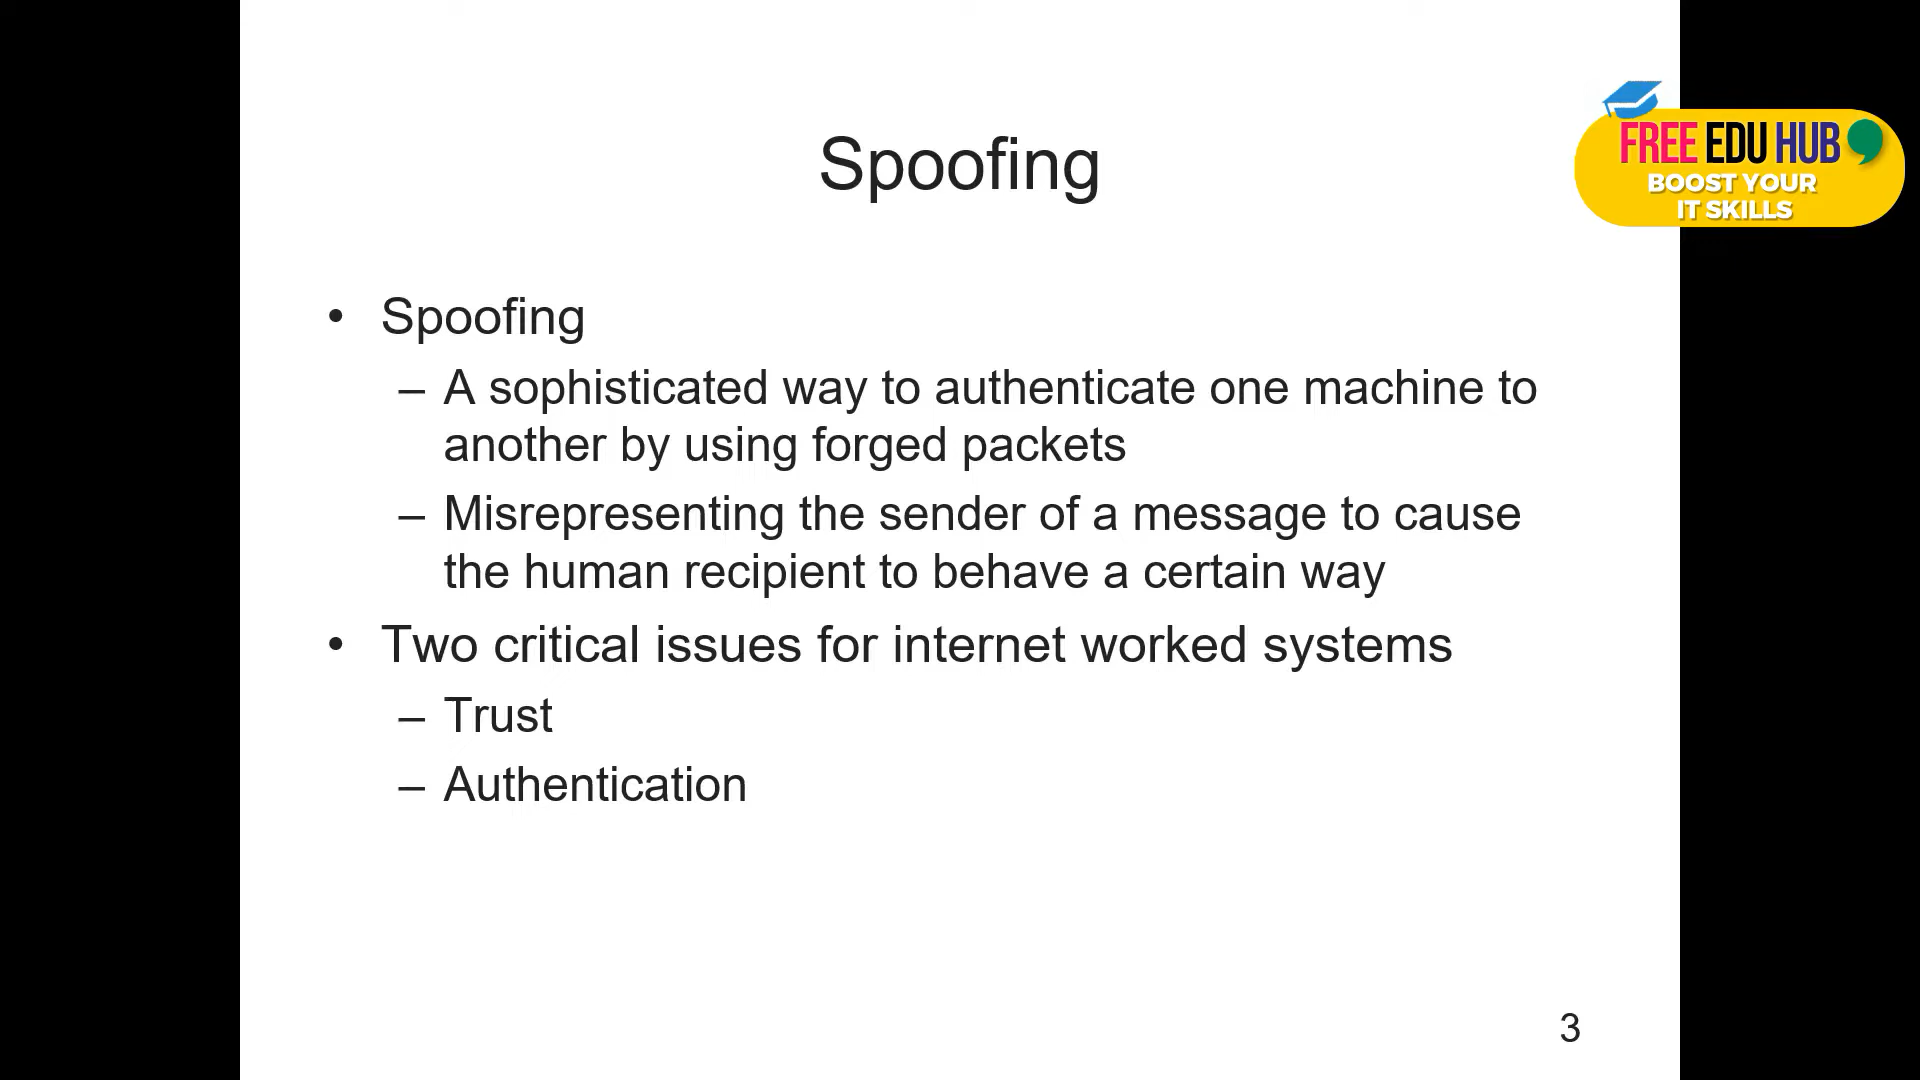 Spoofing
FREE EDU HUB
BOOST YOUR
IT SKILLS
• Spoofing
– A sophisticated way to authenticate one machine to
another by using forged packets
– Misrepresenting the sender of a message to cause
the human recipient to behave a certain way
• Two critical issues for internet worked systems
– Trust
– Authentication
3